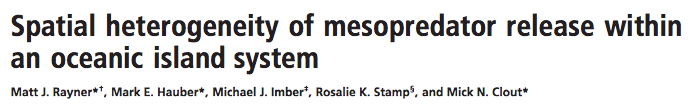 Spatial heterogeneity of mesopredator release within
an oceanic island system
Matt J. Rayner*†, Mark E. Hauber*, Michael J. Imber‡, Rosalie K. Stamp§, and Mick N. Clout*